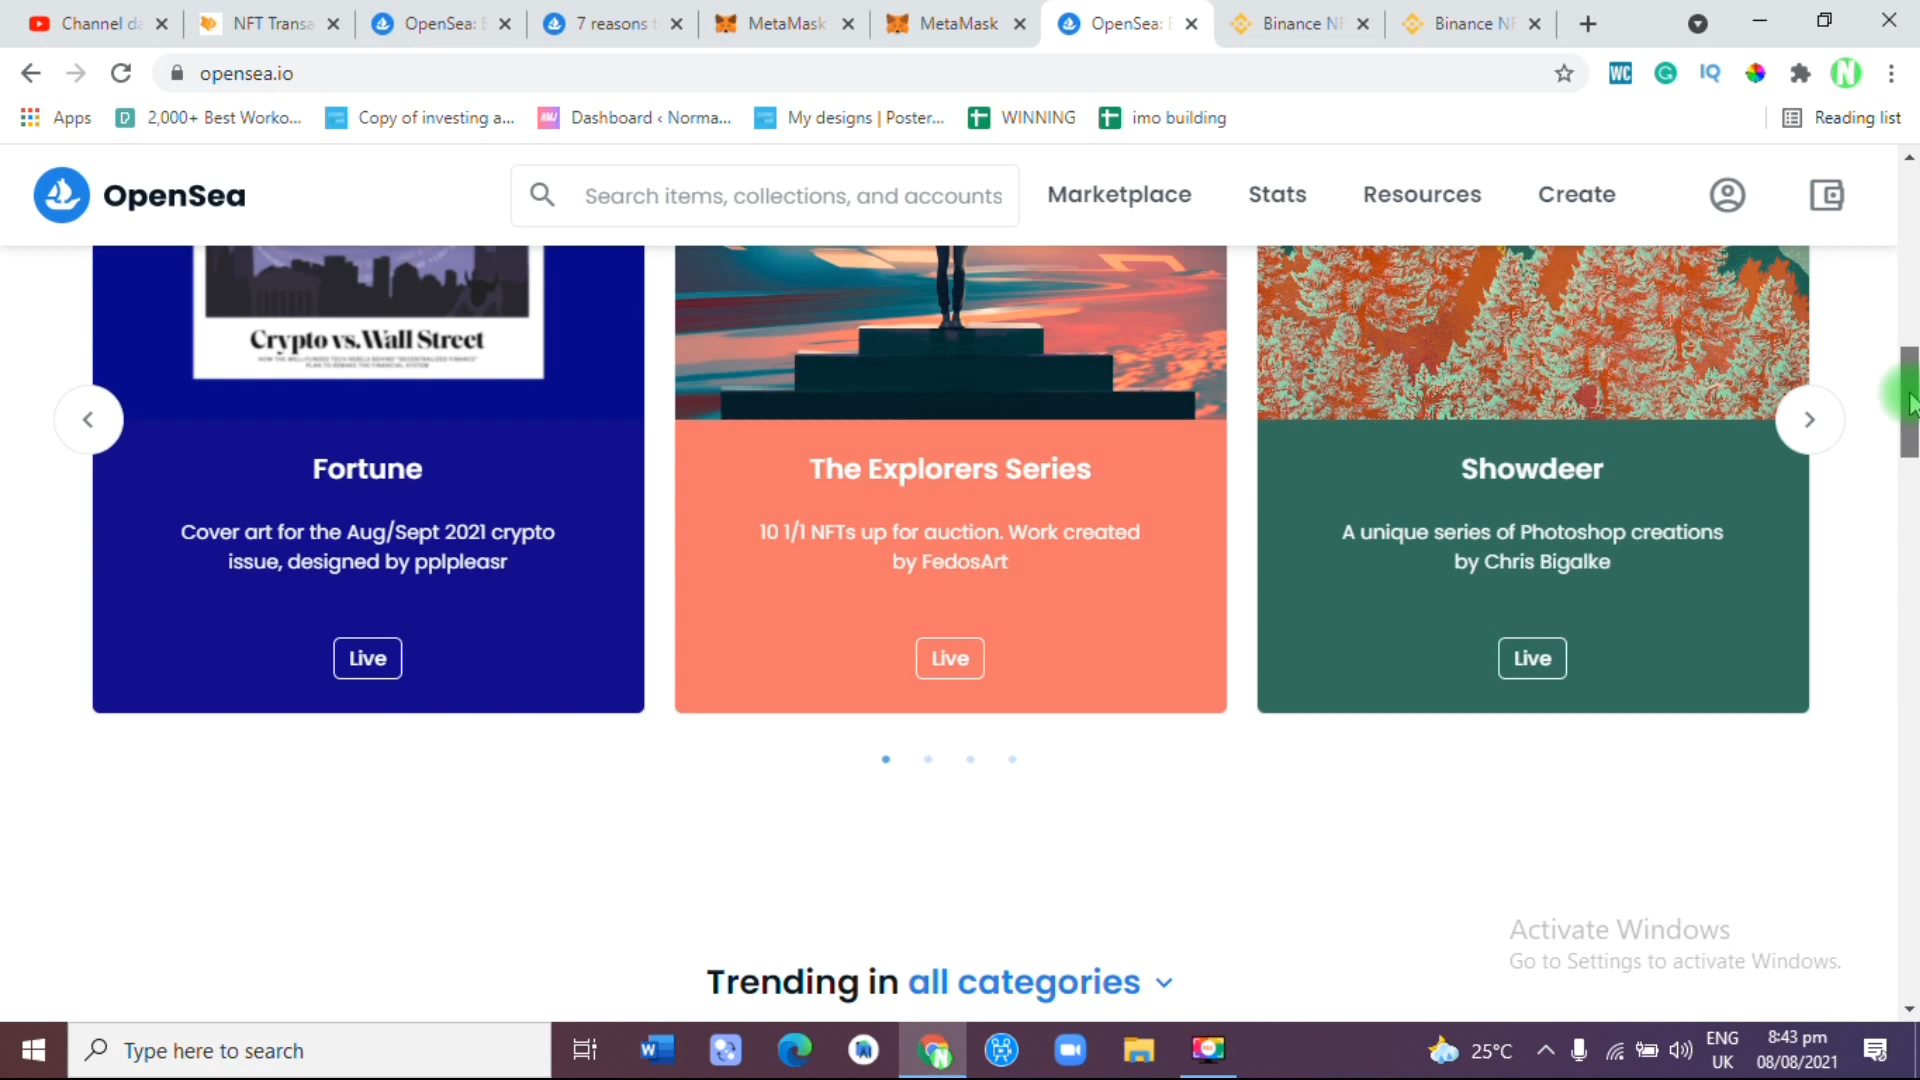 Channel da
NFT Transa
OpenSea: B
7 reasons t
MetaMask
MetaMask
OpenSea: B
Binance NF
Binance NF
opensea.io
WC
IQ
N
Apps
2,000+ Best Worko...
Copy of investing a...
Dashboard ‹ Norma...
My designs | Poster...
WINNING
imo building
Reading list
OpenSea
Search items, collections, and accounts
Marketplace
Stats
Resources
Create
Crypto vs. Wall Street
HOW THE WELL-FUNDED TECH REBELS BEHIND "DECENTRALIZED FINANCE"
PLAN TO REMAKE THE FINANCIAL SYSTEM
Fortune
Cover art for the Aug/Sept 2021 crypto
issue, designed by pplpleasr
Live
The Explorers Series
10 1/1 NFTs up for auction. Work created
by FedosArt
Live
Showdeer
A unique series of Photoshop creations
by Chris Bigalke
Live
Trending in all categories
Activate Windows
Go to Settings to activate Windows.
Type here to search
25°C
ENG
UK
8:43 pm
08/08/2021